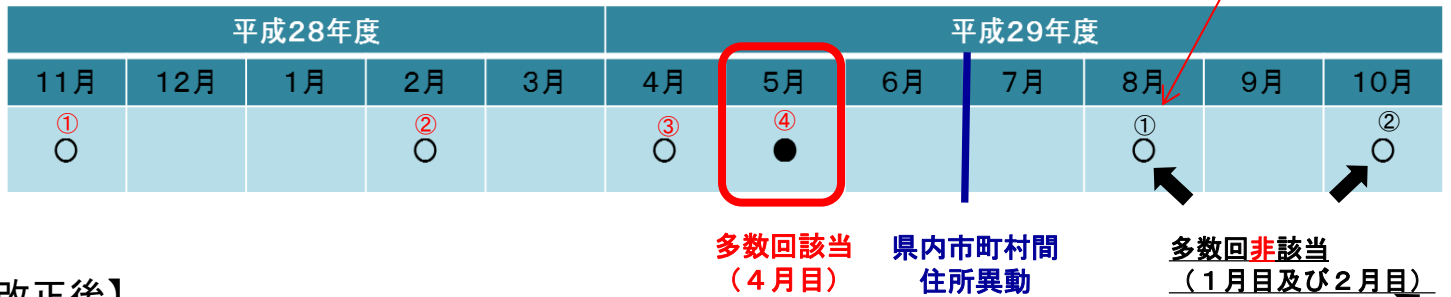 平成28年度 平成29年度
11月 12月 1月 2月 3月 4月 5月 6月 7月 8月 9月 10月
① ② ③ ④ ① ②
○ ○ ○ ● ○ ○
多数回該当 県内市町村間 多数回非該当
(4月目) 住所異動 (1月目及び2月目)
改正後】